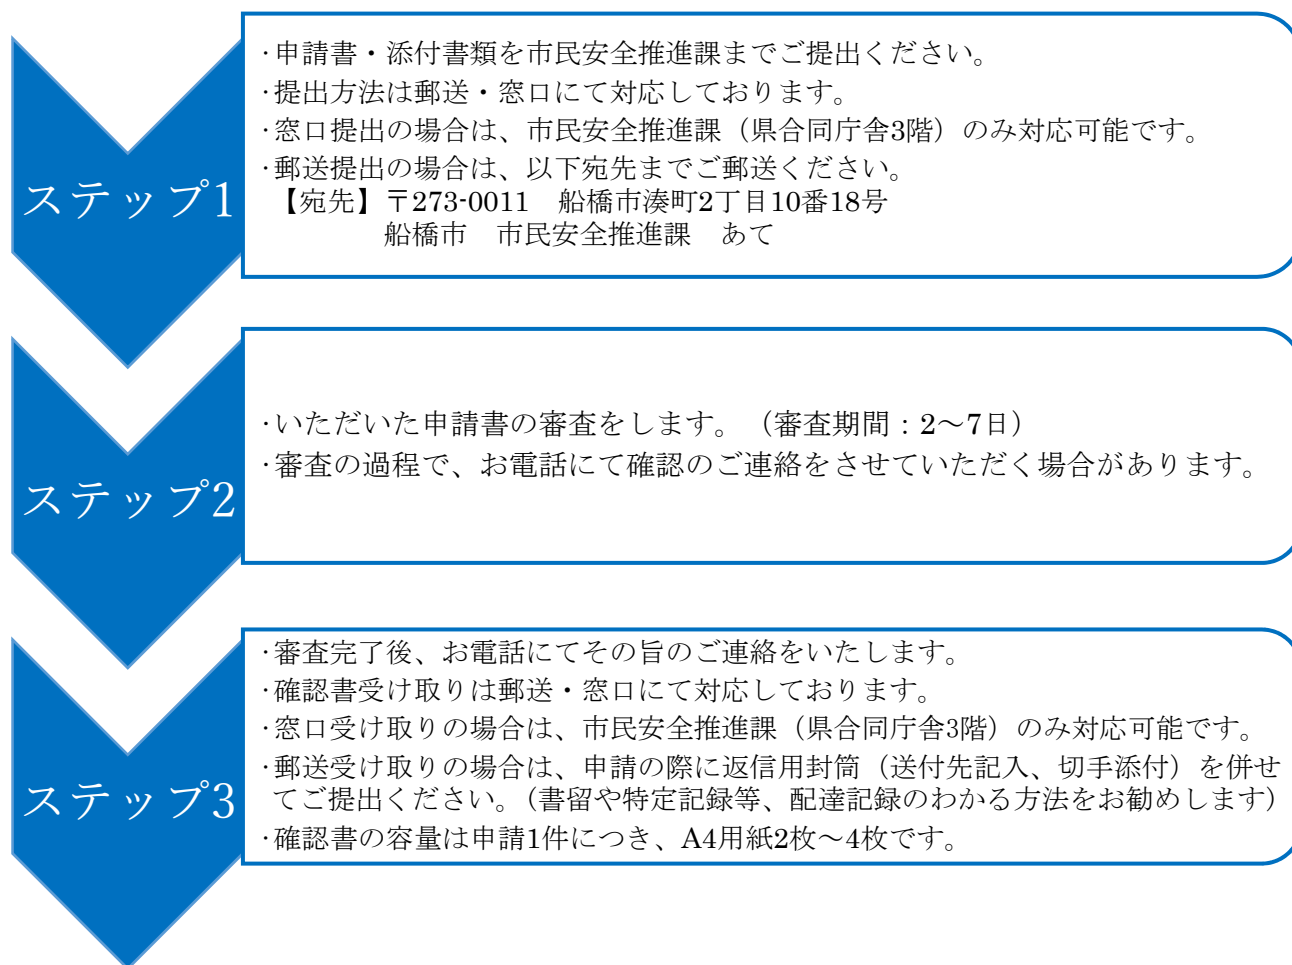 ステップ1
·申請書・添付書類を市民安全推進課までご提出ください。
·提出方法は郵送・窓口にて対応しております。
·窓口提出の場合は、市民安全推進課（県合同庁舎3階）のみ対応可能です。
·郵送提出の場合は、以下宛先までご郵送ください。
【宛先】〒273-0011　船橋市湊町2丁目10番18号
船橋市　市民安全推進課　あて
ステップ2
·いただいた申請書の審査をします。（審査期間：2～7日）
·審査の過程で、お電話にて確認のご連絡をさせていただく場合があります。
ステップ3
·審査完了後、お電話にてその旨のご連絡をいたします。
·確認書受け取りは郵送・窓口にて対応しております。
·窓口受け取りの場合は、市民安全推進課（県合同庁舎3階）のみ対応可能です。
·郵送受け取りの場合は、申請の際に返信用封筒（送付先記入、切手添付）を併せ
てご提出ください。（書留や特定記録等、配達記録のわかる方法をお勧めします）
·確認書の容量は申請1件につき、A4用紙2枚～4枚です。